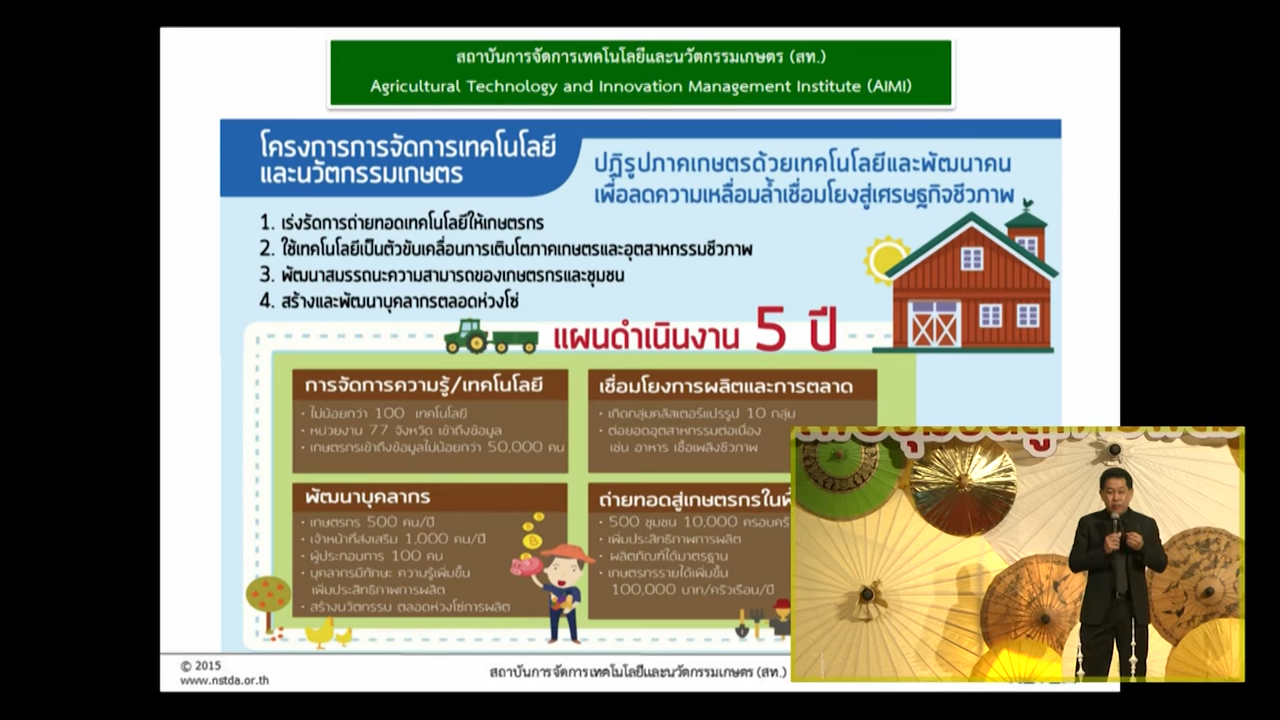 สถาบันการจัดการเทคโนโลยีและนวัตกรรมเกษตร (สท.)
Agricultural Technology and Innovation Management Institute (AIMI)
โครงการการจัดการเทคโนโลยี
และนวัตกรรมเกษตร
ปฏิรูปภาคเกษตรด้วยเทคโนโลยีและพัฒนาคน
เพื่อลดความเหลื่อมล้ำเชื่อมโยงสู่เศรษฐกิจชีวภาพ
1. เร่งรัดการถ่ายทอดเทคโนโลยีให้เกษตรกร
2. ใช้เทคโนโลยีเป็นตัวขับเคลื่อนการเติบโตภาคเกษตรและอุตสาหกรรมชีวภาพ
3. พัฒนาสมรรถนะความสามารถของเกษตรกรและชุมชน
4. สร้างและพัฒนาบุคลากรตลอดห่วงโซ่
แผนดำเนินงาน 5 ปี
การจัดการความรู้/เทคโนโลยี
• ไม่น้อยกว่า 100 เทคโนโลยี
• หน่วยงาน 77 จังหวัด เข้าถึงข้อมูล
• เกษตรกรเข้าถึงข้อมูลไม่น้อยกว่า 50,000 คน
เชื่อมโยงการผลิตและการตลาด
• เกิดกลุ่มคลัสเตอร์แปรรูป 10 กลุ่ม
• ต่อยอดอุตสาหกรรมต่อเนื่อง
เช่น อาหาร เชื้อเพลิงชีวภาพ
พัฒนาบุคลากร
• เกษตรกร 500 คน/ปี
• เจ้าหน้าที่ส่งเสริม 1,000 คน/ปี
• ผู้ประกอบการ 100 คน
• บุคลากรมีทักษะ ความรู้เพิ่มขึ้น
เพิ่มประสิทธิภาพการผลิต
• สร้างนวัตกรรม ตลอดห่วงโซ่การผลิต
ถ่ายทอดสู่เกษตรกรใน
• 500 ชุมชน 10,000
• เพิ่มประสิทธิภาพการผลิต
• ผลิตภัณฑ์ได้มาตรฐาน
• เกษตรกรรายได้เพิ่มขึ้น
100,000 บาท/ครัวเรือน/ปี
© 2015
www.nstda.or.th
สถาบันการจัดการเทคโนโลยีและนวัตกรรมเกษตร (สท.)